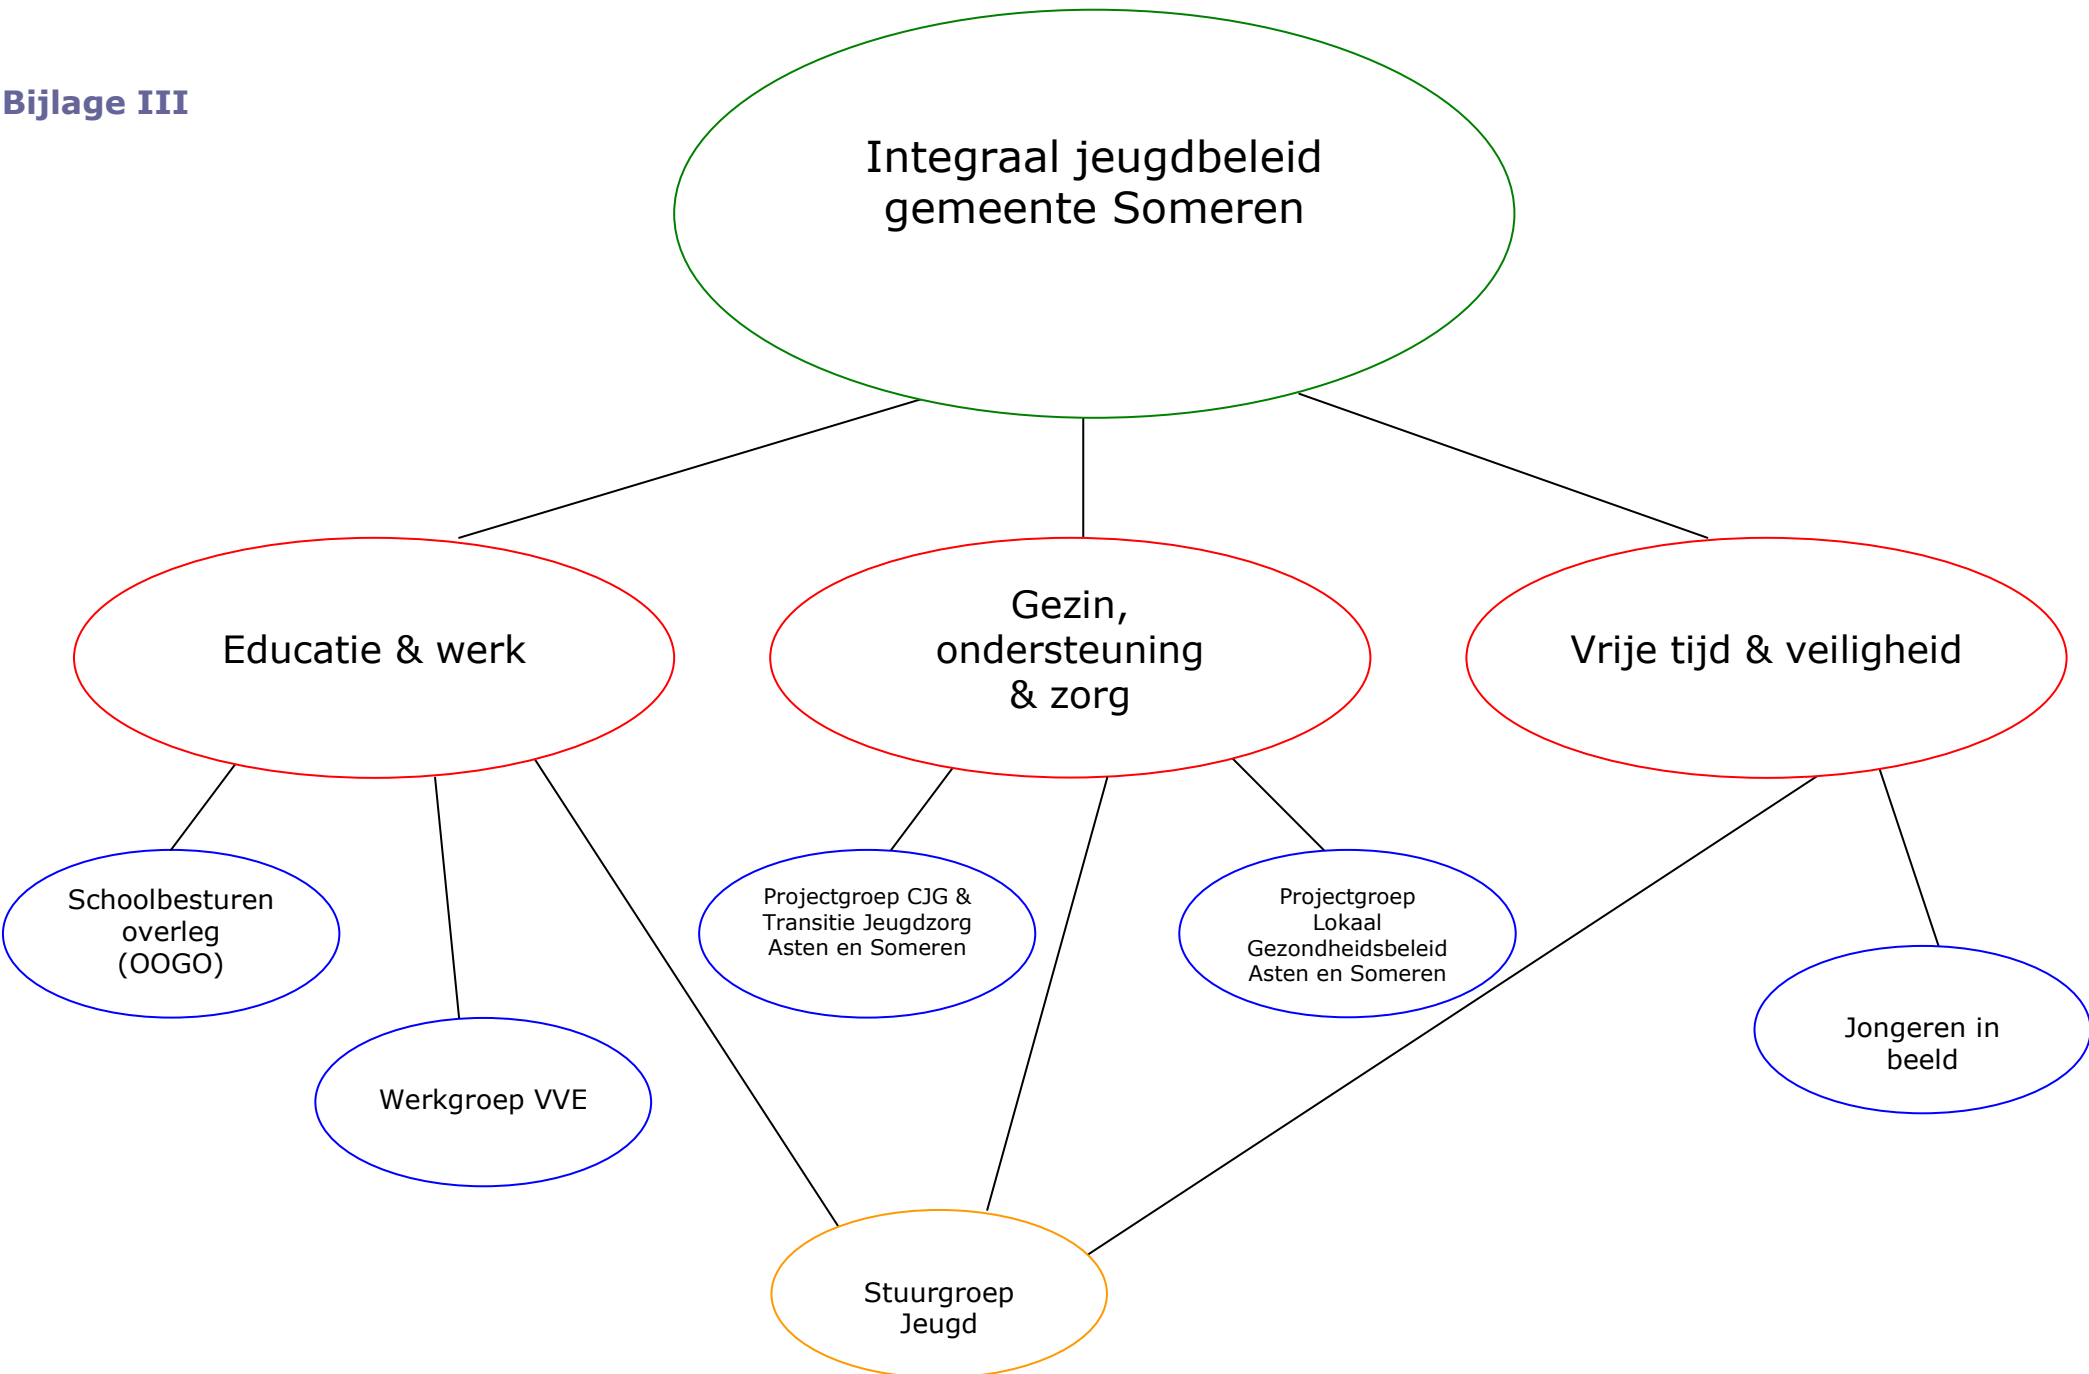 Bijlage III
Integraal jeugdbeleid
gemeente Someren
Educatie & werk
Gezin,
ondersteuning
& zorg
Vrije tijd & veiligheid
Schoolbesturen
overleg
(OOGO)
Projectgroep CJG &
Transitie Jeugdzorg
Asten en Someren
Projectgroep
Lokaal
Gezondheidsbeleid
Asten en Someren
Jongeren in
beeld
Werkgroep VVE
Stuurgroep
Jeugd